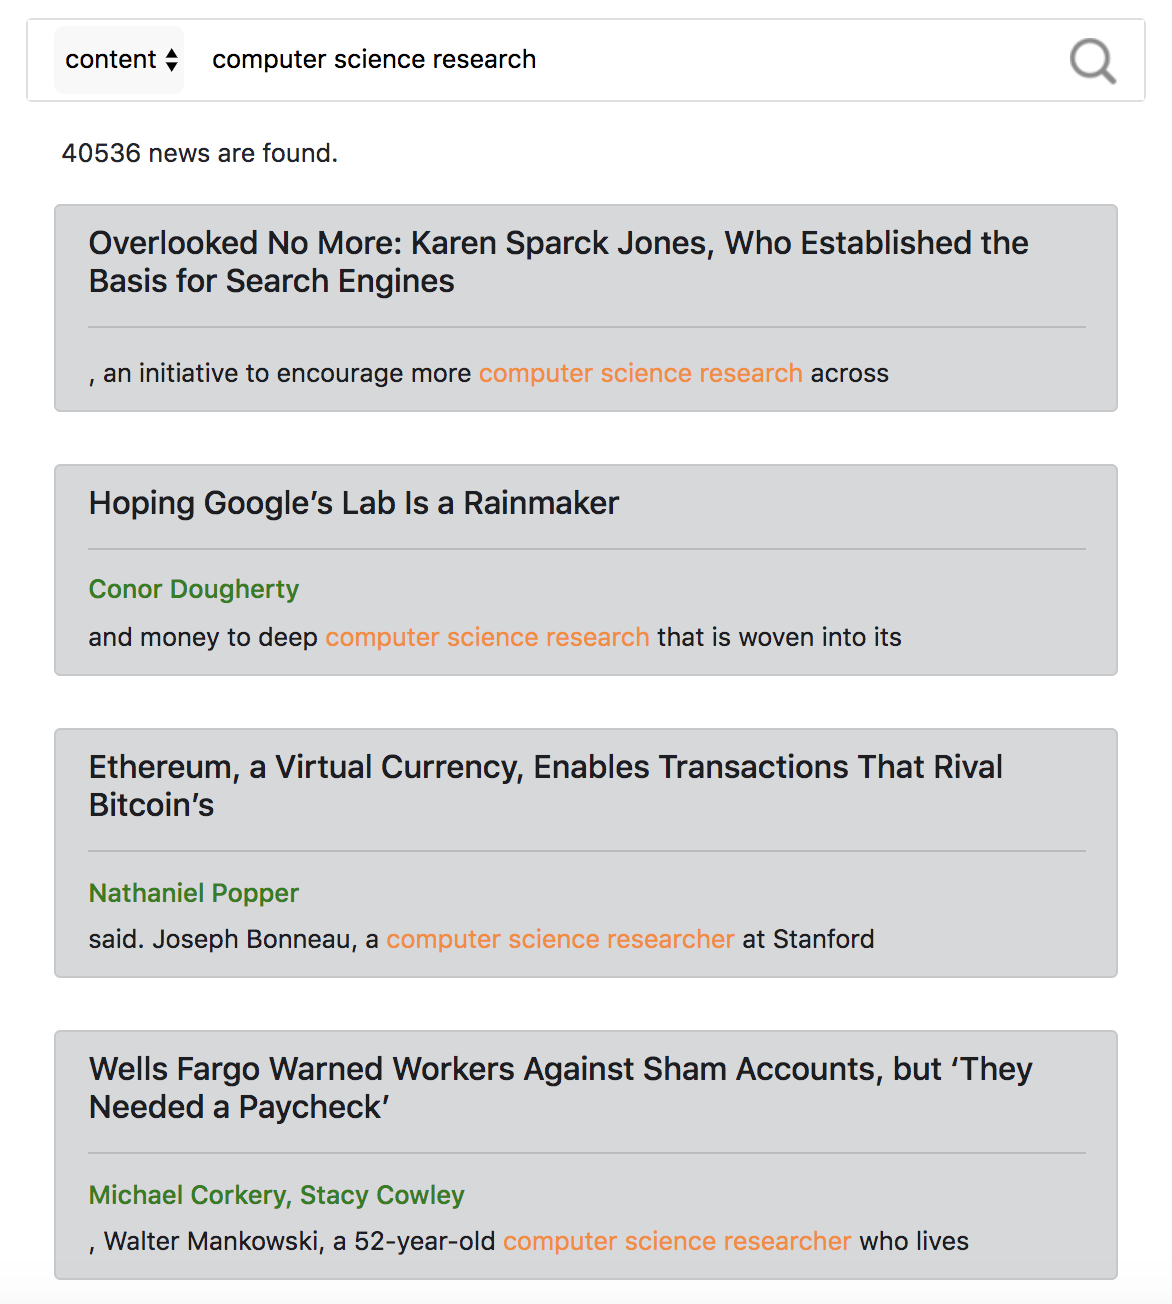 content computer science research
40536 news are found.
Overlooked No More: Karen Sparck Jones, Who Established the
Basis for Search Engines
, an initiative to encourage more computer science research across
Hoping Google’s Lab Is a Rainmaker
Conor Dougherty
and money to deep computer science research that is woven into its
Ethereum, a Virtual Currency, Enables Transactions That Rival
Bitcoin’s
Nathaniel Popper
said. Joseph Bonneau, a computer science researcher at Stanford
Wells Fargo Warned Workers Against Sham Accounts, but ‘They
Needed a Paycheck’
Michael Corkery, Stacy Cowley
, Walter Mankowski, a 52-year-old computer science researcher who lives